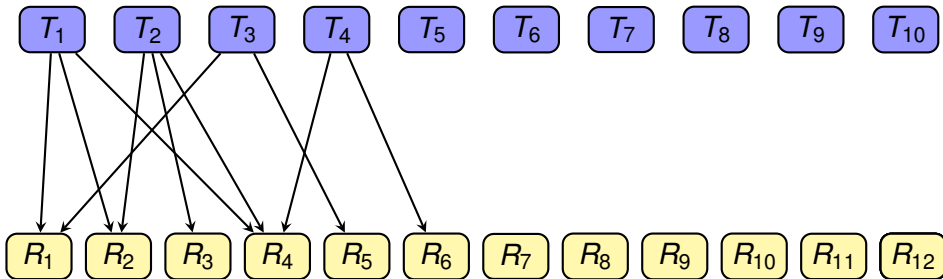 T₁ T₂ T₃ T₄ T₅ T₆ T₇ T₈ T₉ T₁₀
R₁ R₂ R₃ R₄ R₅ R₆ R₇ R₈ R₉ R₁₀ R₁₁ R₁₂